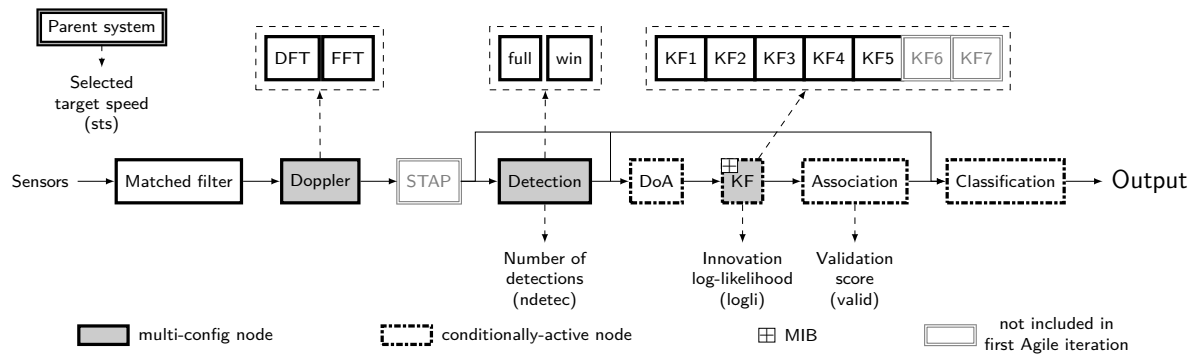 Parent system
Selected
target speed
(sts)
DFT FFT
full win
KF1 KF2 KF3 KF4 KF5 KF6 KF7
Sensors Matched filter Doppler STAP Detection DoA KF Association Classification Output
Number of
detections
(ndetec)
Innovation
log-likelihood
(logli)
Validation
score
(valid)
multi-config node
conditionally-active node
MIB
not included in
first Agile iteration